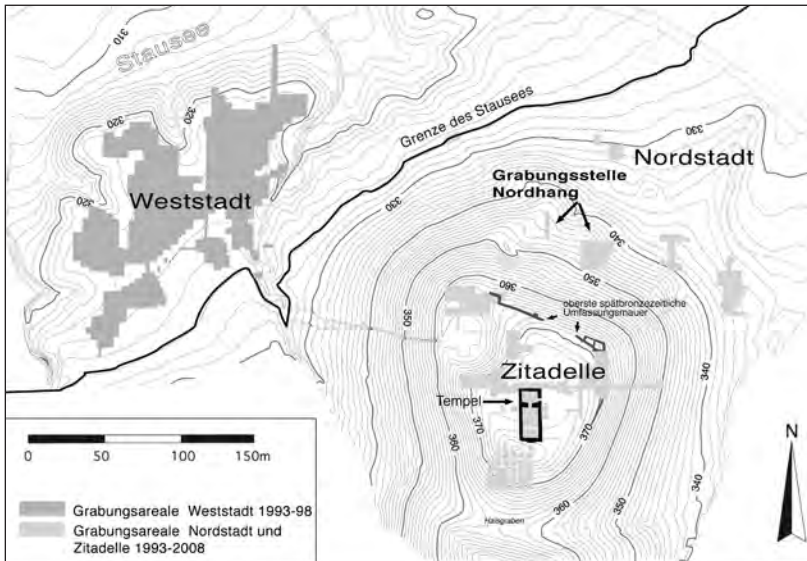 310
Stausee
320
320
320
Grenze des Stausees
330
Nordstadt
Weststadt
Grabungsstelle
Nordhang
330
340
350
360
oberste spätbronzezeitliche
Umfassungsmauer
350
Zitadelle
340
Tempel
370
370
360
360
350
340
Halsgraben
0 50 100 150m
N
Grabungsareale Weststadt 1993-98
Grabungsareale Nordstadt und
Zitadelle 1993-2008